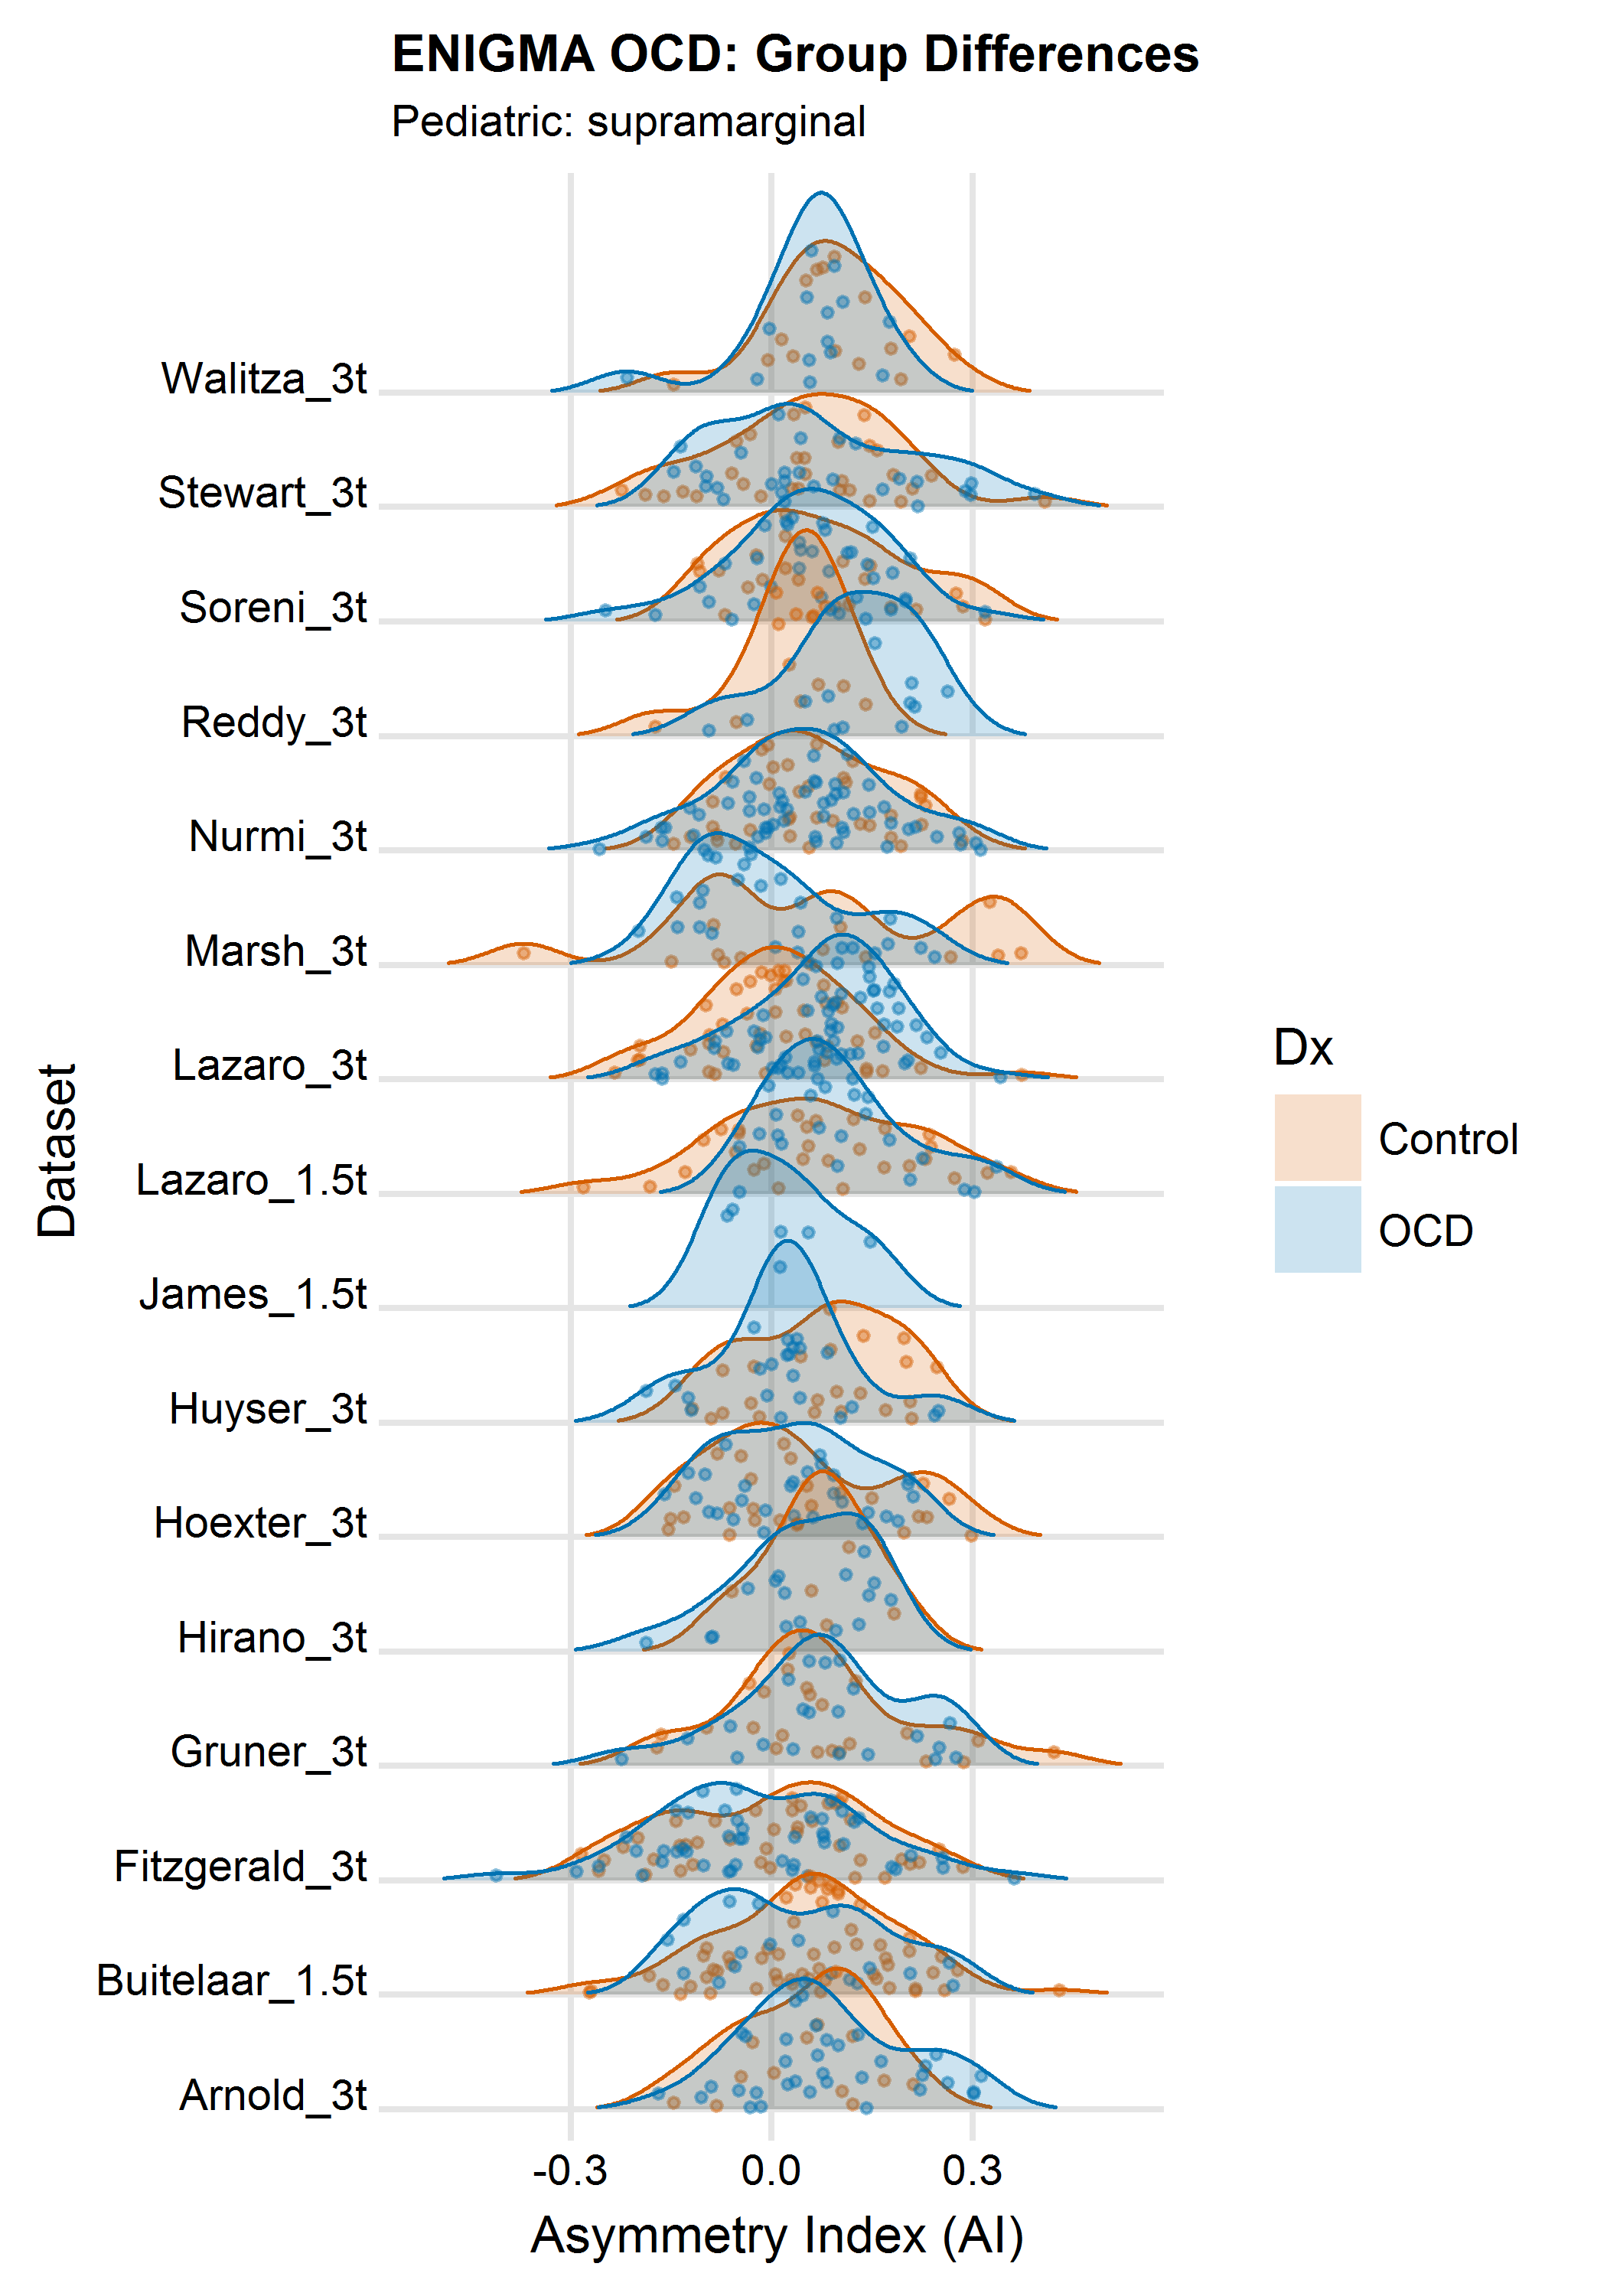 ENIGMA OCD: Group Differences
Pediatric: supramarginal
Walitza_3t
Stewart_3t
Soreni_3t
Reddy_3t
Nurmi_3t
Marsh_3t
Lazaro_3t
Lazaro_1.5t
James_1.5t
Huyser_3t
Hoexter_3t
Hirano_3t
Gruner_3t
Fitzgerald_3t
Buitelaar_1.5t
Arnold_3t
Dataset
-0.3 0.0 0.3
Asymmetry Index (AI)
Dx
Control
OCD